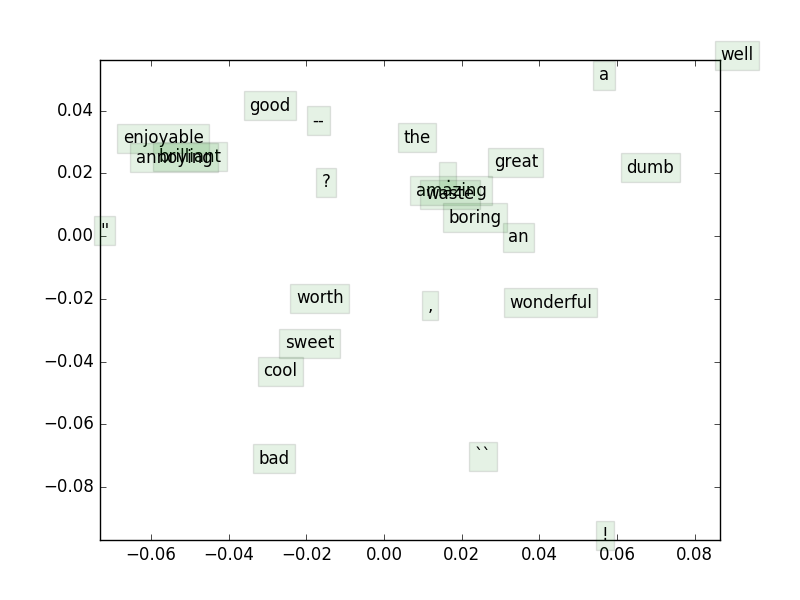 well
a
0.04
good
--
enjoyable
the
annoying
brilliant
great
0.02
?
dumb
.
amazing
waste
boring
0.00
"
an
−0.02
worth
,
wonderful
sweet
−0.04
cool
−0.06
bad
``
−0.08
!
−0.06 −0.04 −0.02 0.00 0.02 0.04 0.06 0.08